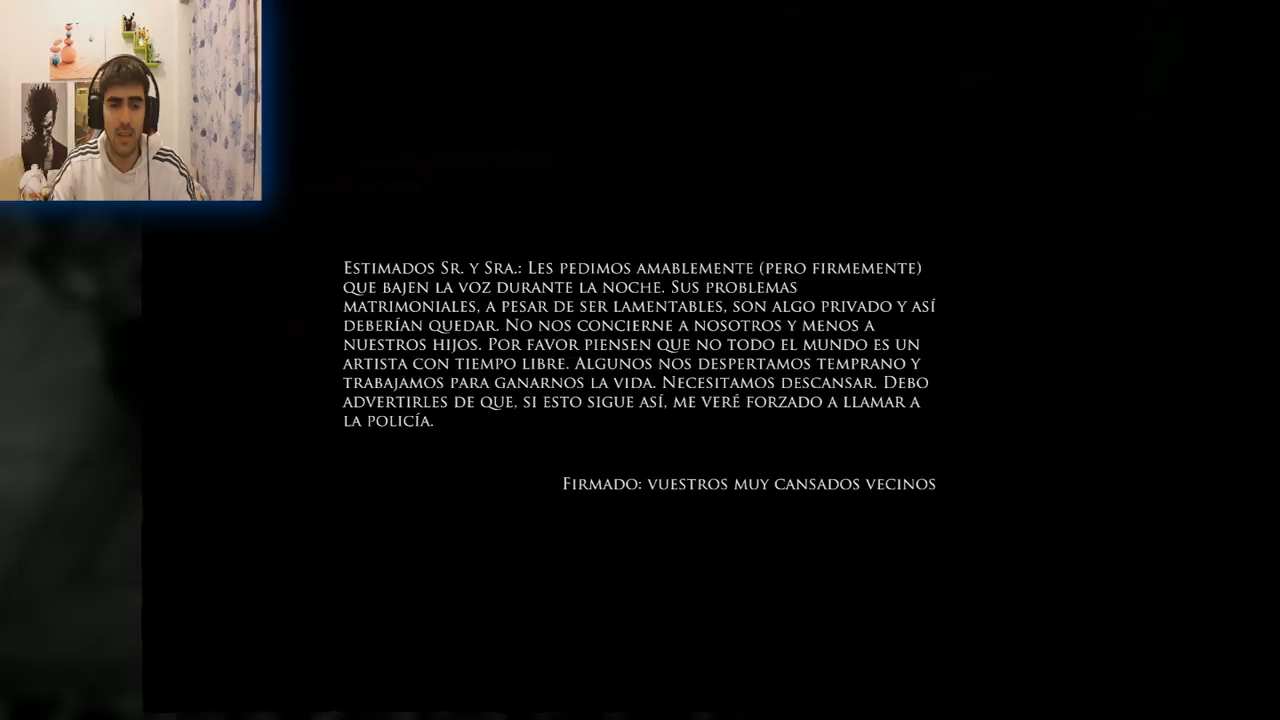 Estimados Sr. y Sra.: Les pedimos amablemente (pero firmemente)
que bajen la voz durante la noche. Sus problemas
matrimoniales, a pesar de ser lamentables, son algo privado y así
deberían quedar. No nos concierne a nosotros y menos a
nuestros hijos. Por favor piensen que no todo el mundo es un
artista con tiempo libre. Algunos nos despertamos temprano y
trabajamos para ganarnos la vida. Necesitamos descansar. Debo
advertirles de que, si esto sigue así, me veré forzado a llamar a
la policía.
Firmado: vuestros muy cansados vecinos